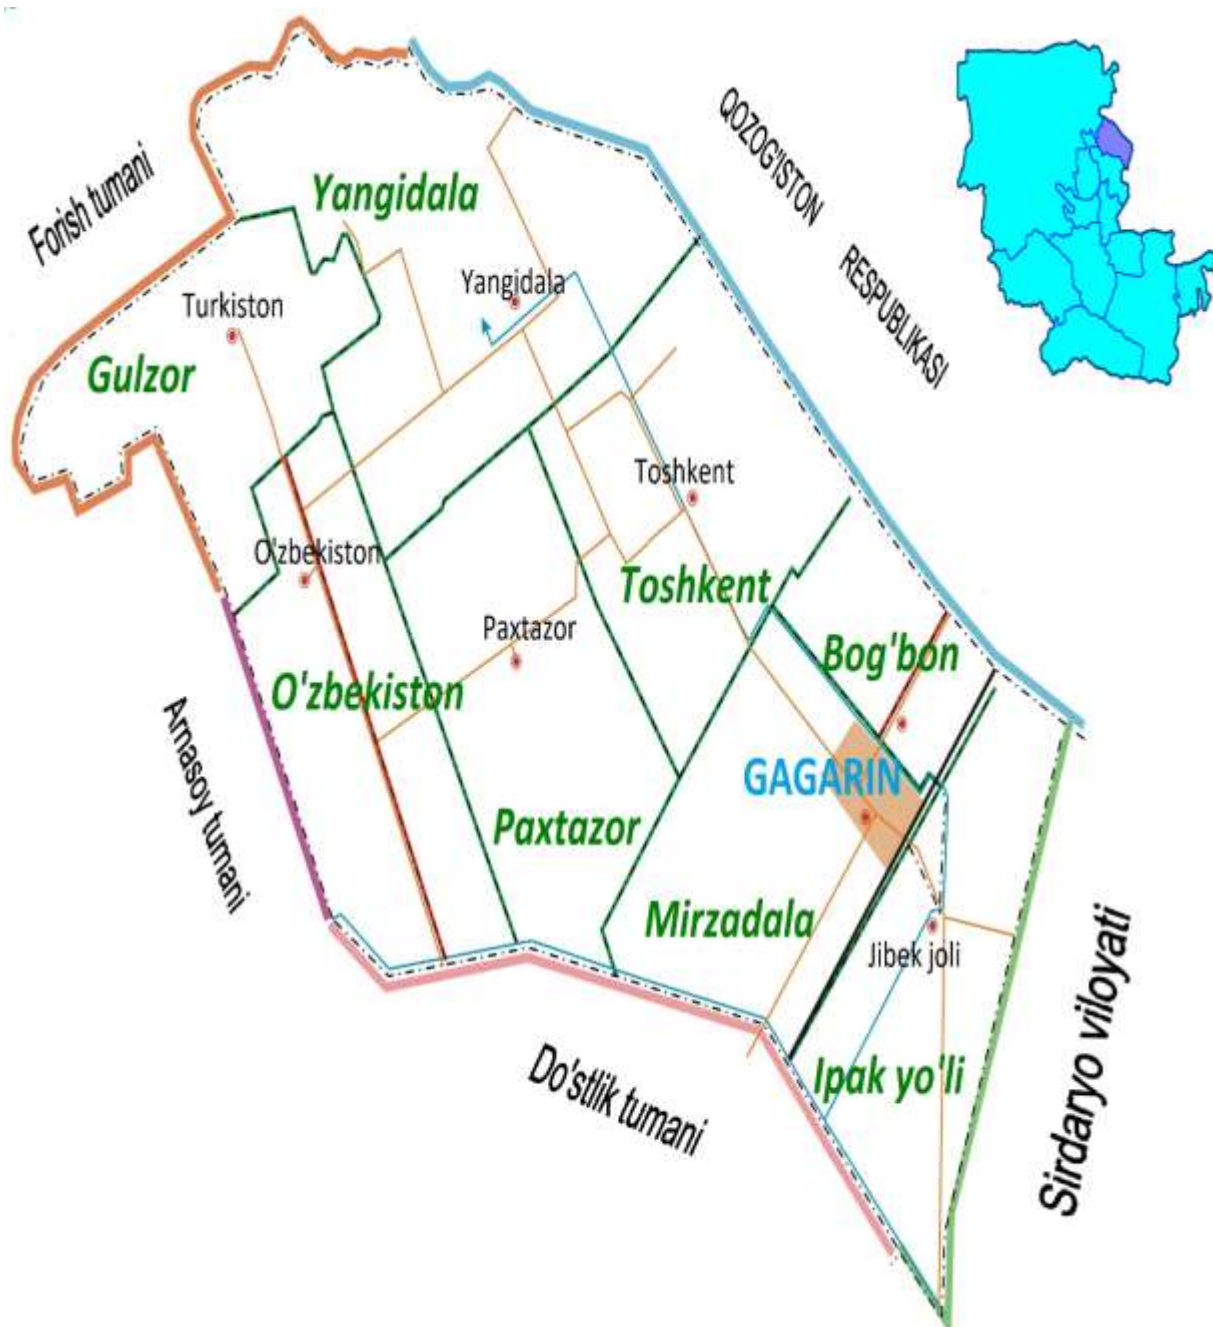 QOZOG'ISTON RESPUBLIKASI
Forish tumani
Yangidala
Yangidala
Turkiston
Gulzor
Toshkent
O'zbekiston
Toshkent
Paxtazor
Bog'bon
O'zbekiston
Arnasoy tumani
GAGARIN
Paxtazor
Mirzadala
Jibek joli
Ipak yo'li
Do'stlik tumani
Sirdaryo viloyati